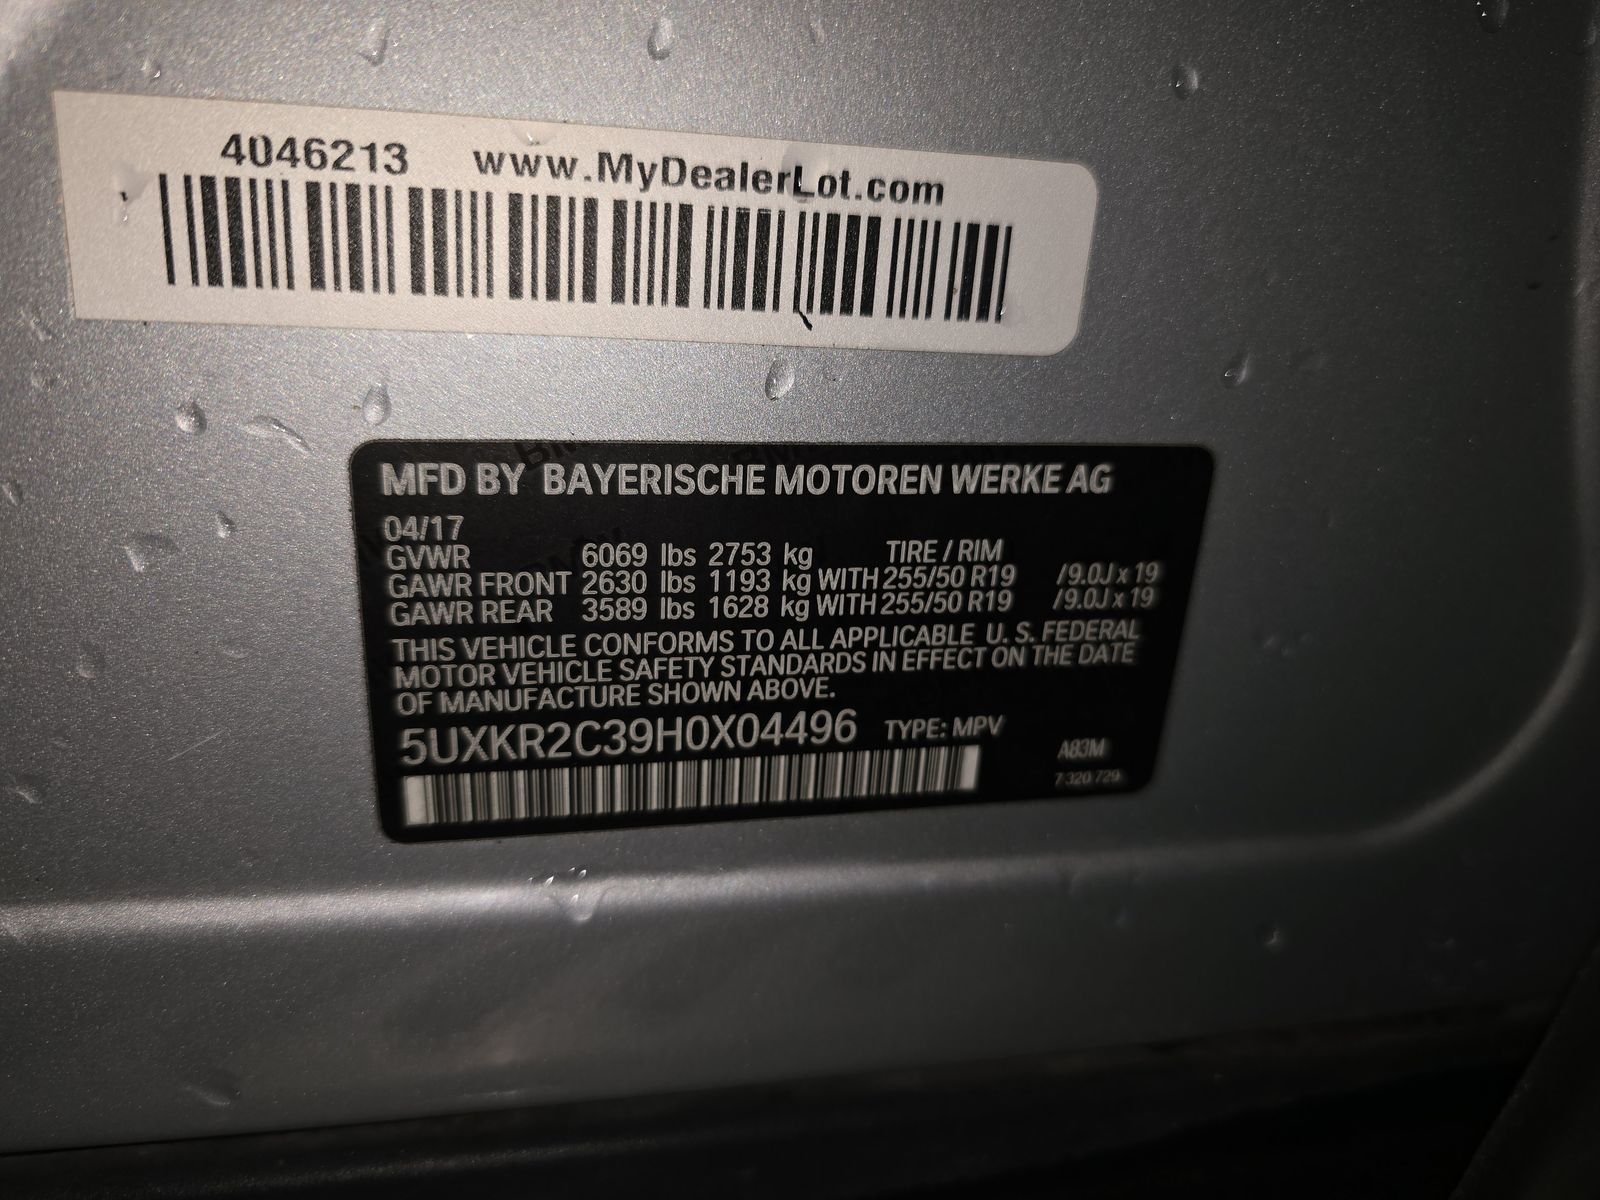 4046213 www.MyDealerLot.com
MFD BY BAYERISCHE MOTOREN WERKE AG
04/17
GVWR 6069 lbs 2753 kg TIRE / RIM
GAWR FRONT 2630 lbs 1193 kg WITH 255/50 R19 /9.0J x 19
GAWR REAR 3589 lbs 1628 kg WITH 255/50 R19 /9.0J x 19
THIS VEHICLE CONFORMS TO ALL APPLICABLE U. S. FEDERAL
MOTOR VEHICLE SAFETY STANDARDS IN EFFECT ON THE DATE
OF MANUFACTURE SHOWN ABOVE.
5UXKR2C39H0X04496 TYPE: MPV
A83M
7 320 729